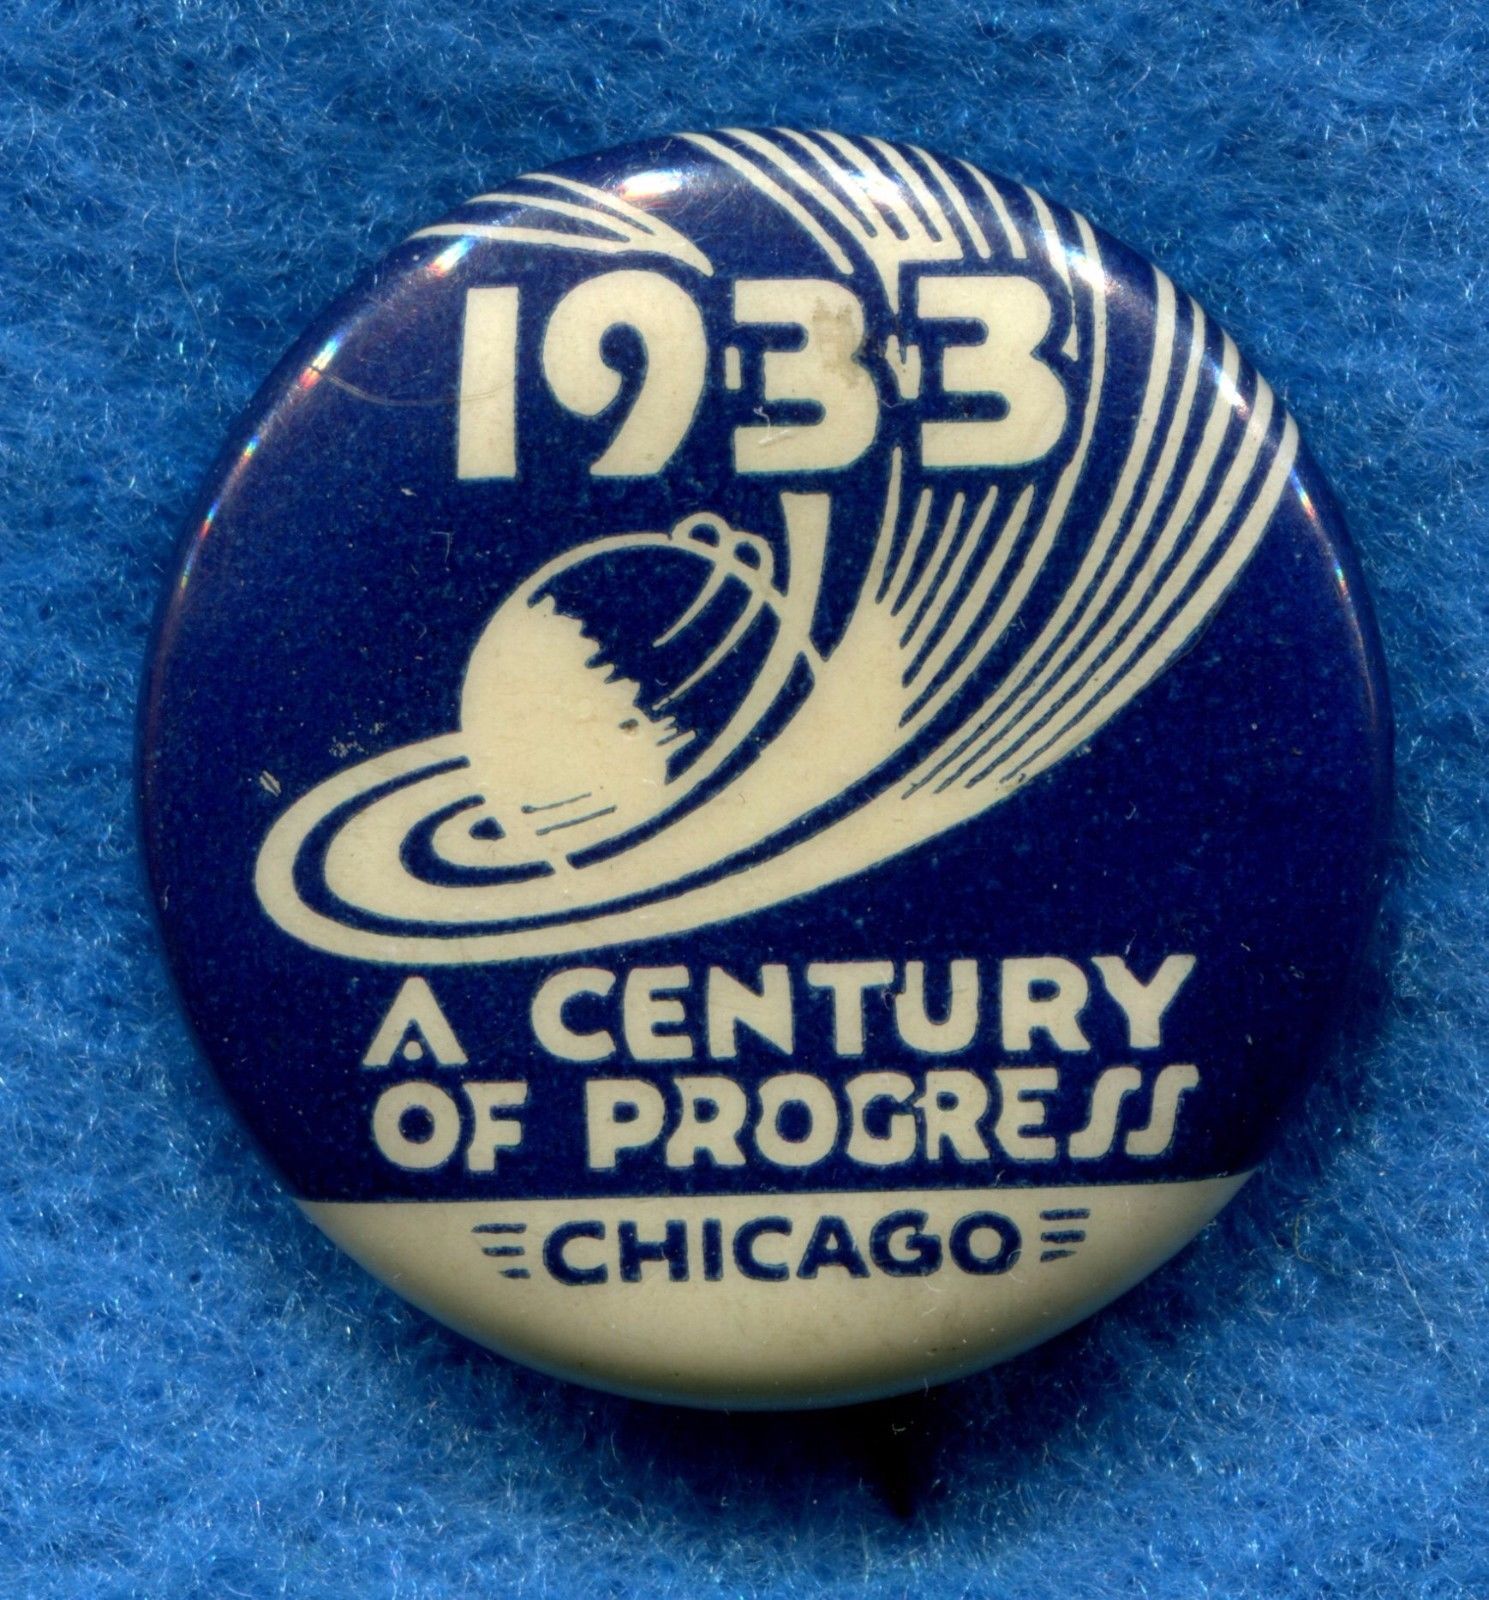 1933
A CENTURY
OF PROGRESS
CHICAGO